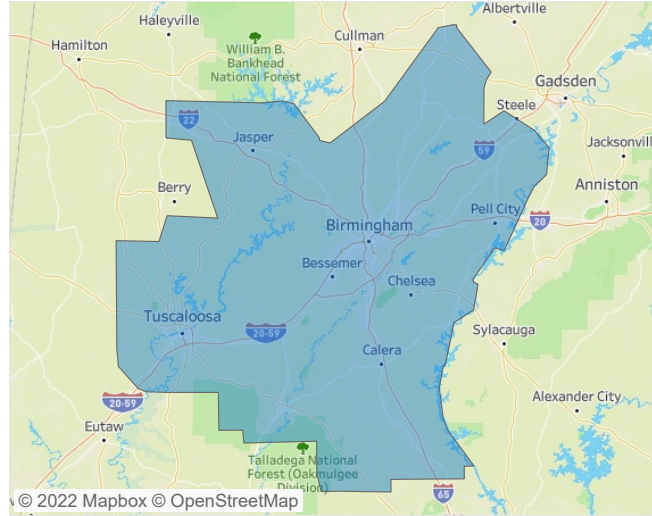 Albertville
Haleyville
Hamilton
Cullman
William B.
Bankhead
National Forest
Gadsden
Steele
22
Jasper
59
Jacksonvill
Berry
Anniston
Pell City
20
Birmingham
Bessemer
Chelsea
Tuscaloosa
20-59
Sylacauga
Calera
20-59
Alexander City
Eutaw
Talladega National
Forest (Oakmulgee
Division)
65
© 2022 Mapbox © OpenStreetMap